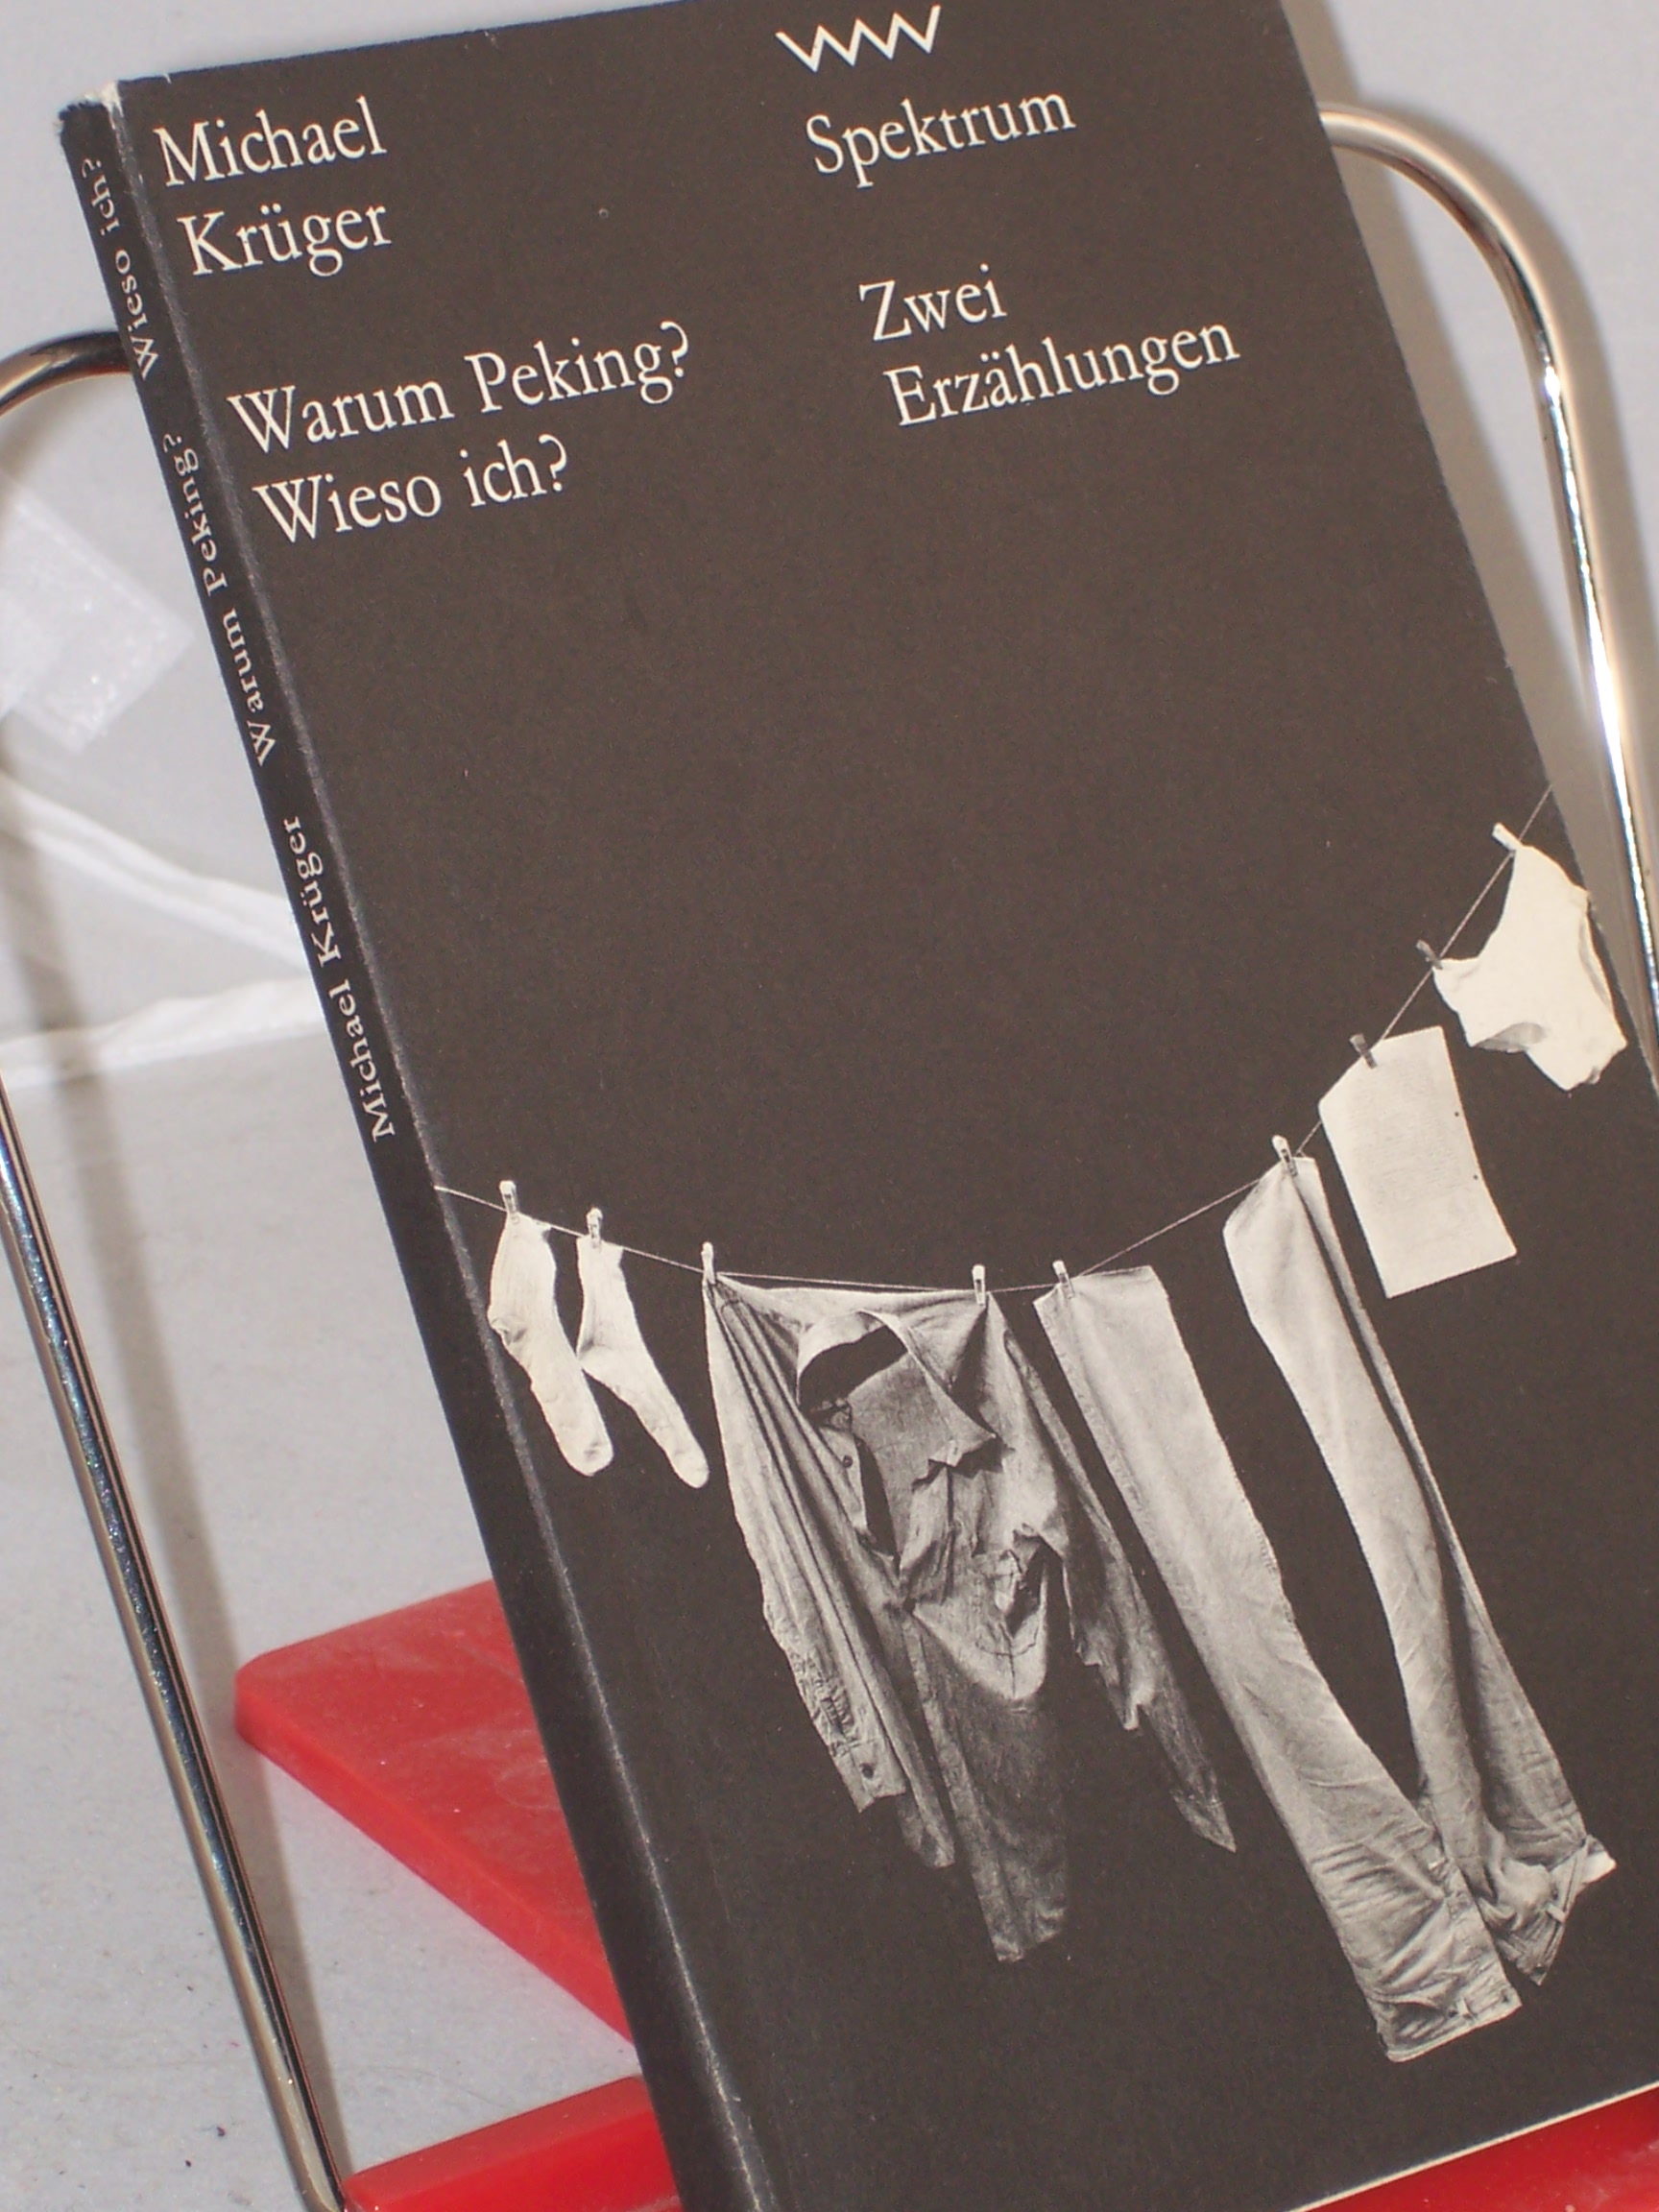 Michael
Krüger
Warum Peking?
Wieso ich?
Spektrum
Zwei
Erzählungen
Michael Krüger Warum Peking? Wieso ich?